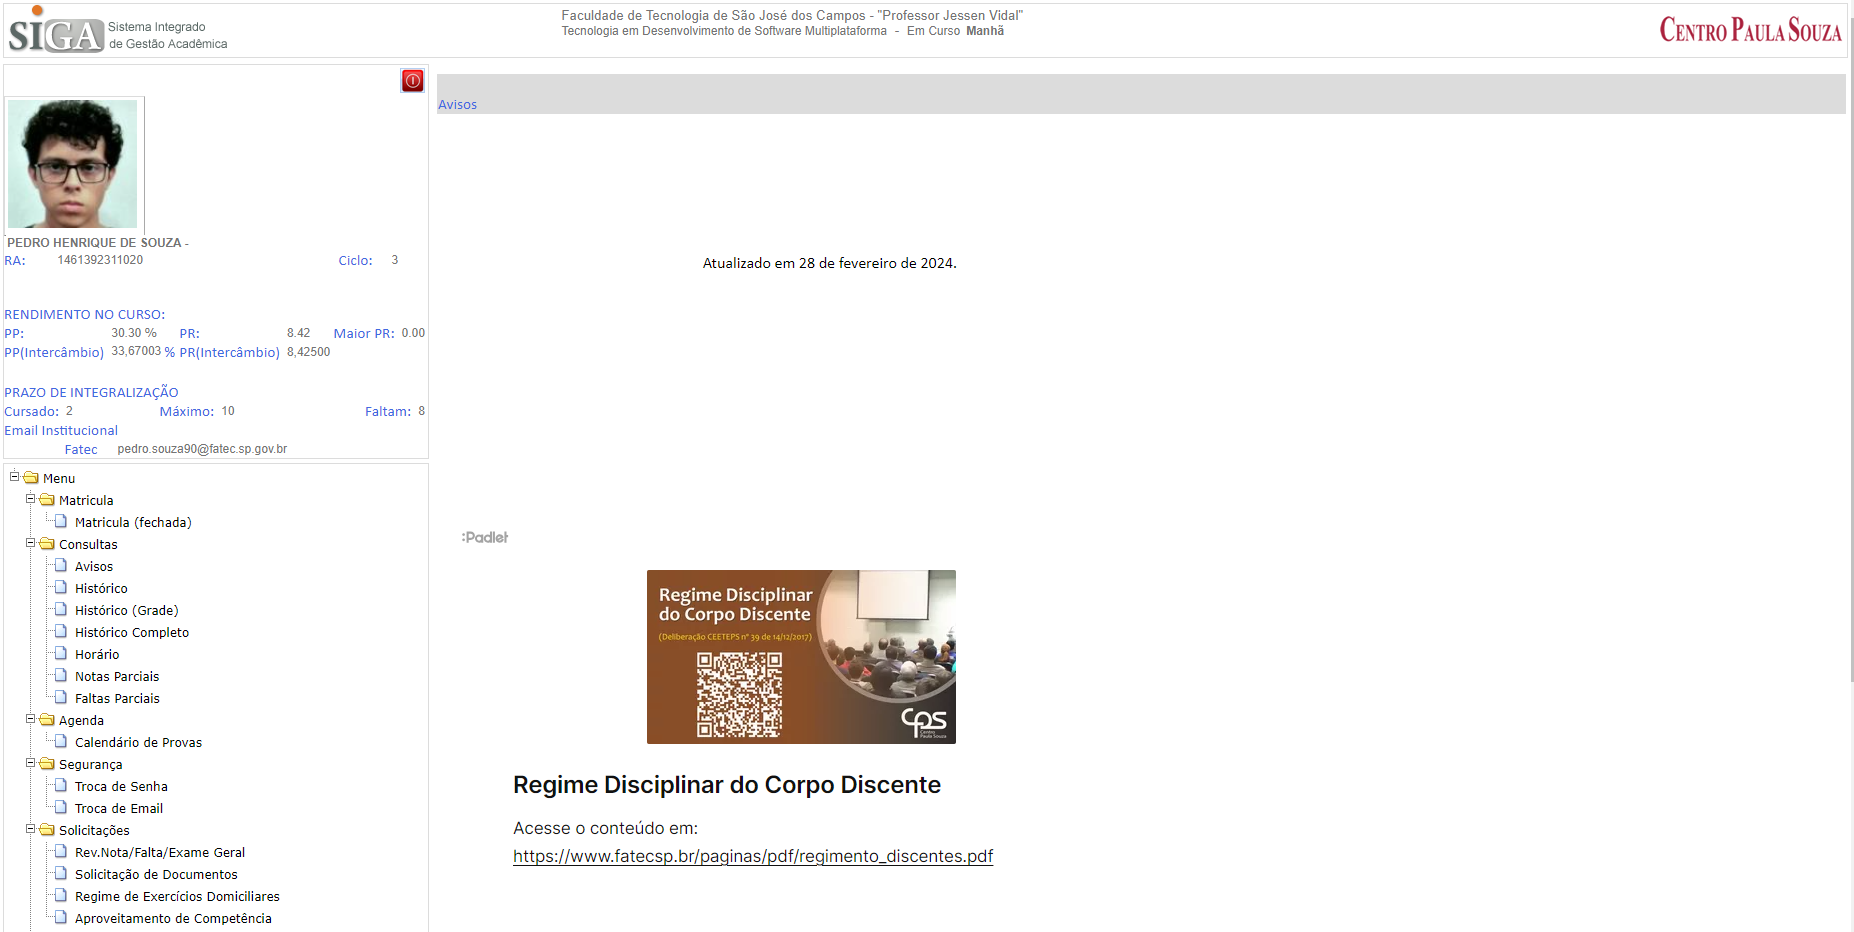 SIGA Sistema Integrado
de Gestão Acadêmica
Faculdade de Tecnologia de São José dos Campos - "Professor Jessen Vidal"
Tecnologia em Desenvolvimento de Software Multiplataforma - Em Curso Manhã
CENTRO PAULA SOUZA
PEDRO HENRIQUE DE SOUZA -
RA: 1461392311020 Ciclo: 3
RENDIMENTO NO CURSO:
PP: 30.30 % PR: 8.42 Maior PR: 0.00
PP(Intercâmbio) 33,67003 % PR(Intercâmbio) 8,42500
PRAZO DE INTEGRALIZAÇÃO
Cursado: 2 Máximo: 10 Faltam: 8
Email Institucional
Fatec pedro.souza90@fatec.sp.gov.br
Menu
Matricula
Matricula (fechada)
Consultas
Avisos
Histórico
Histórico (Grade)
Histórico Completo
Horário
Notas Parciais
Faltas Parciais
Agenda
Calendário de Provas
Segurança
Troca de Senha
Troca de Email
Solicitações
Rev.Nota/Falta/Exame Geral
Solicitação de Documentos
Regime de Exercícios Domiciliares
Aproveitamento de Competência
Avisos
Atualizado em 28 de fevereiro de 2024.
:Padlet
Regime Disciplinar
do Corpo Discente
(Deliberação CEETEPS nº 39 de 14/12/2017)
cps
Centro
Paula Souza
Regime Disciplinar do Corpo Discente
Acesse o conteúdo em:
https://www.fatecsp.br/paginas/pdf/regimento_discentes.pdf